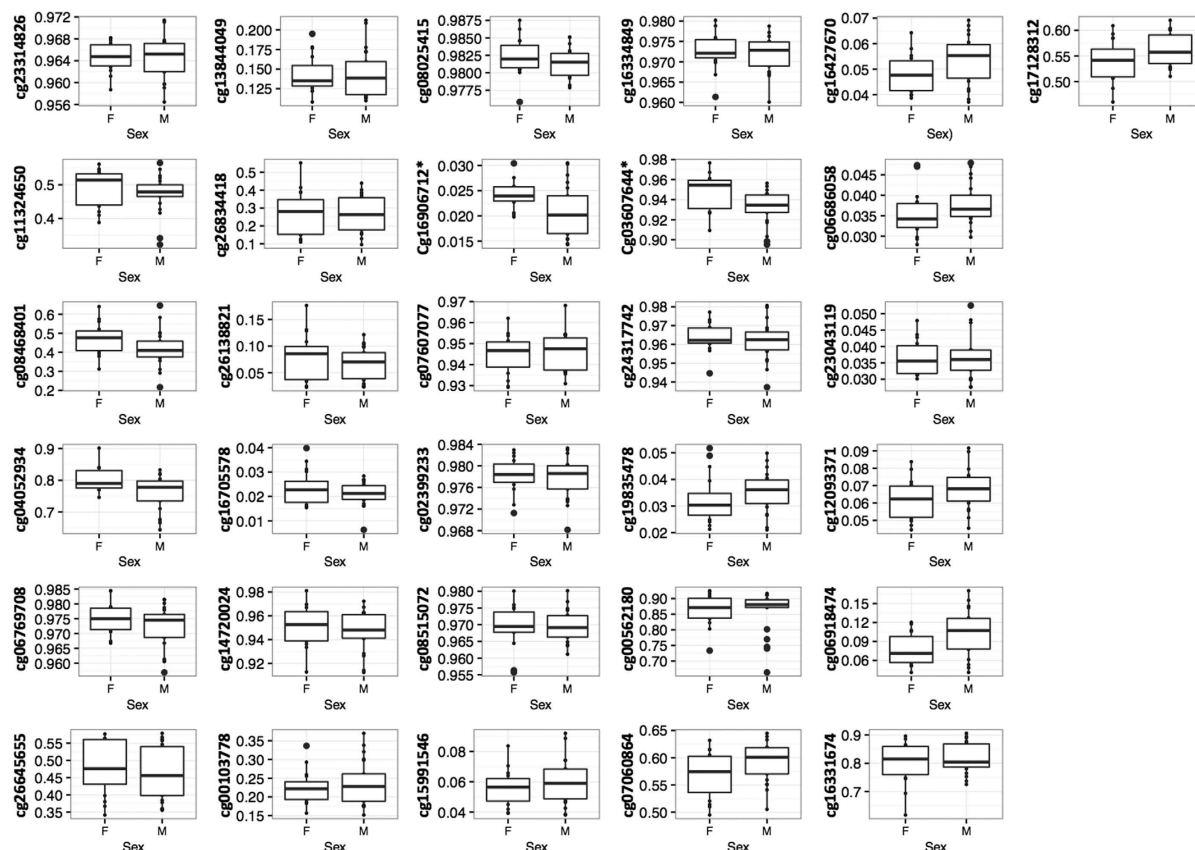 cg23314826
0.972
0.968
0.964
0.960
0.956
F M
Sex
cg13844049
0.200
0.175
0.150
0.125
F M
Sex
cg08025415
0.9875
0.9850
0.9825
0.9800
0.9775
F M
Sex
cg16334849
0.980
0.975
0.970
0.965
0.960
F M
Sex
cg16427670
0.07
0.06
0.05
0.04
F M
Sex)
cg17128312
0.60
0.55
0.50
F M
Sex
cg11324650
0.5
0.4
F M
Sex
cg26834418
0.5
0.4
0.3
0.2
0.1
F M
Sex
Cg16906712*
0.030
0.025
0.020
0.015
F M
Sex
Cg03607644*
0.98
0.96
0.94
0.92
0.90
F M
Sex
cg06686058
0.045
0.040
0.035
0.030
F M
Sex
cg08468401
0.6
0.5
0.4
0.3
0.2
F M
Sex
cg26138821
0.15
0.10
0.05
F M
Sex
cg07607077
0.97
0.96
0.95
0.94
0.93
F M
Sex
cg24317742
0.98
0.97
0.96
0.95
0.94
F M
Sex
cg23043119
0.050
0.045
0.040
0.035
0.030
F M
Sex
cg04052934
0.9
0.8
0.7
F M
Sex
cg16705578
0.04
0.03
0.02
0.01
F M
Sex
cg02399233
0.984
0.980
0.976
0.972
0.968
F M
Sex
cg19835478
0.05
0.04
0.03
0.02
F M
Sex
cg12093371
0.09
0.08
0.07
0.06
0.05
F M
Sex
cg06769708
0.985
0.980
0.975
0.970
0.965
0.960
F M
Sex
cg14720024
0.98
0.96
0.94
0.92
F M
Sex
cg08515072
0.980
0.975
0.970
0.965
0.960
0.955
F M
Sex
cg00562180
0.90
0.85
0.80
0.75
0.70
F M
Sex
cg06918474
0.15
0.12
0.09
0.06
F M
Sex
cg26645655
0.55
0.50
0.45
0.40
0.35
F M
Sex
cg00103778
0.35
0.30
0.25
0.20
0.15
F M
Sex
cg15991546
0.08
0.06
0.04
F M
Sex
cg07060864
0.65
0.60
0.55
0.50
F M
Sex
cg16331674
0.9
0.8
0.7
F M
Sex